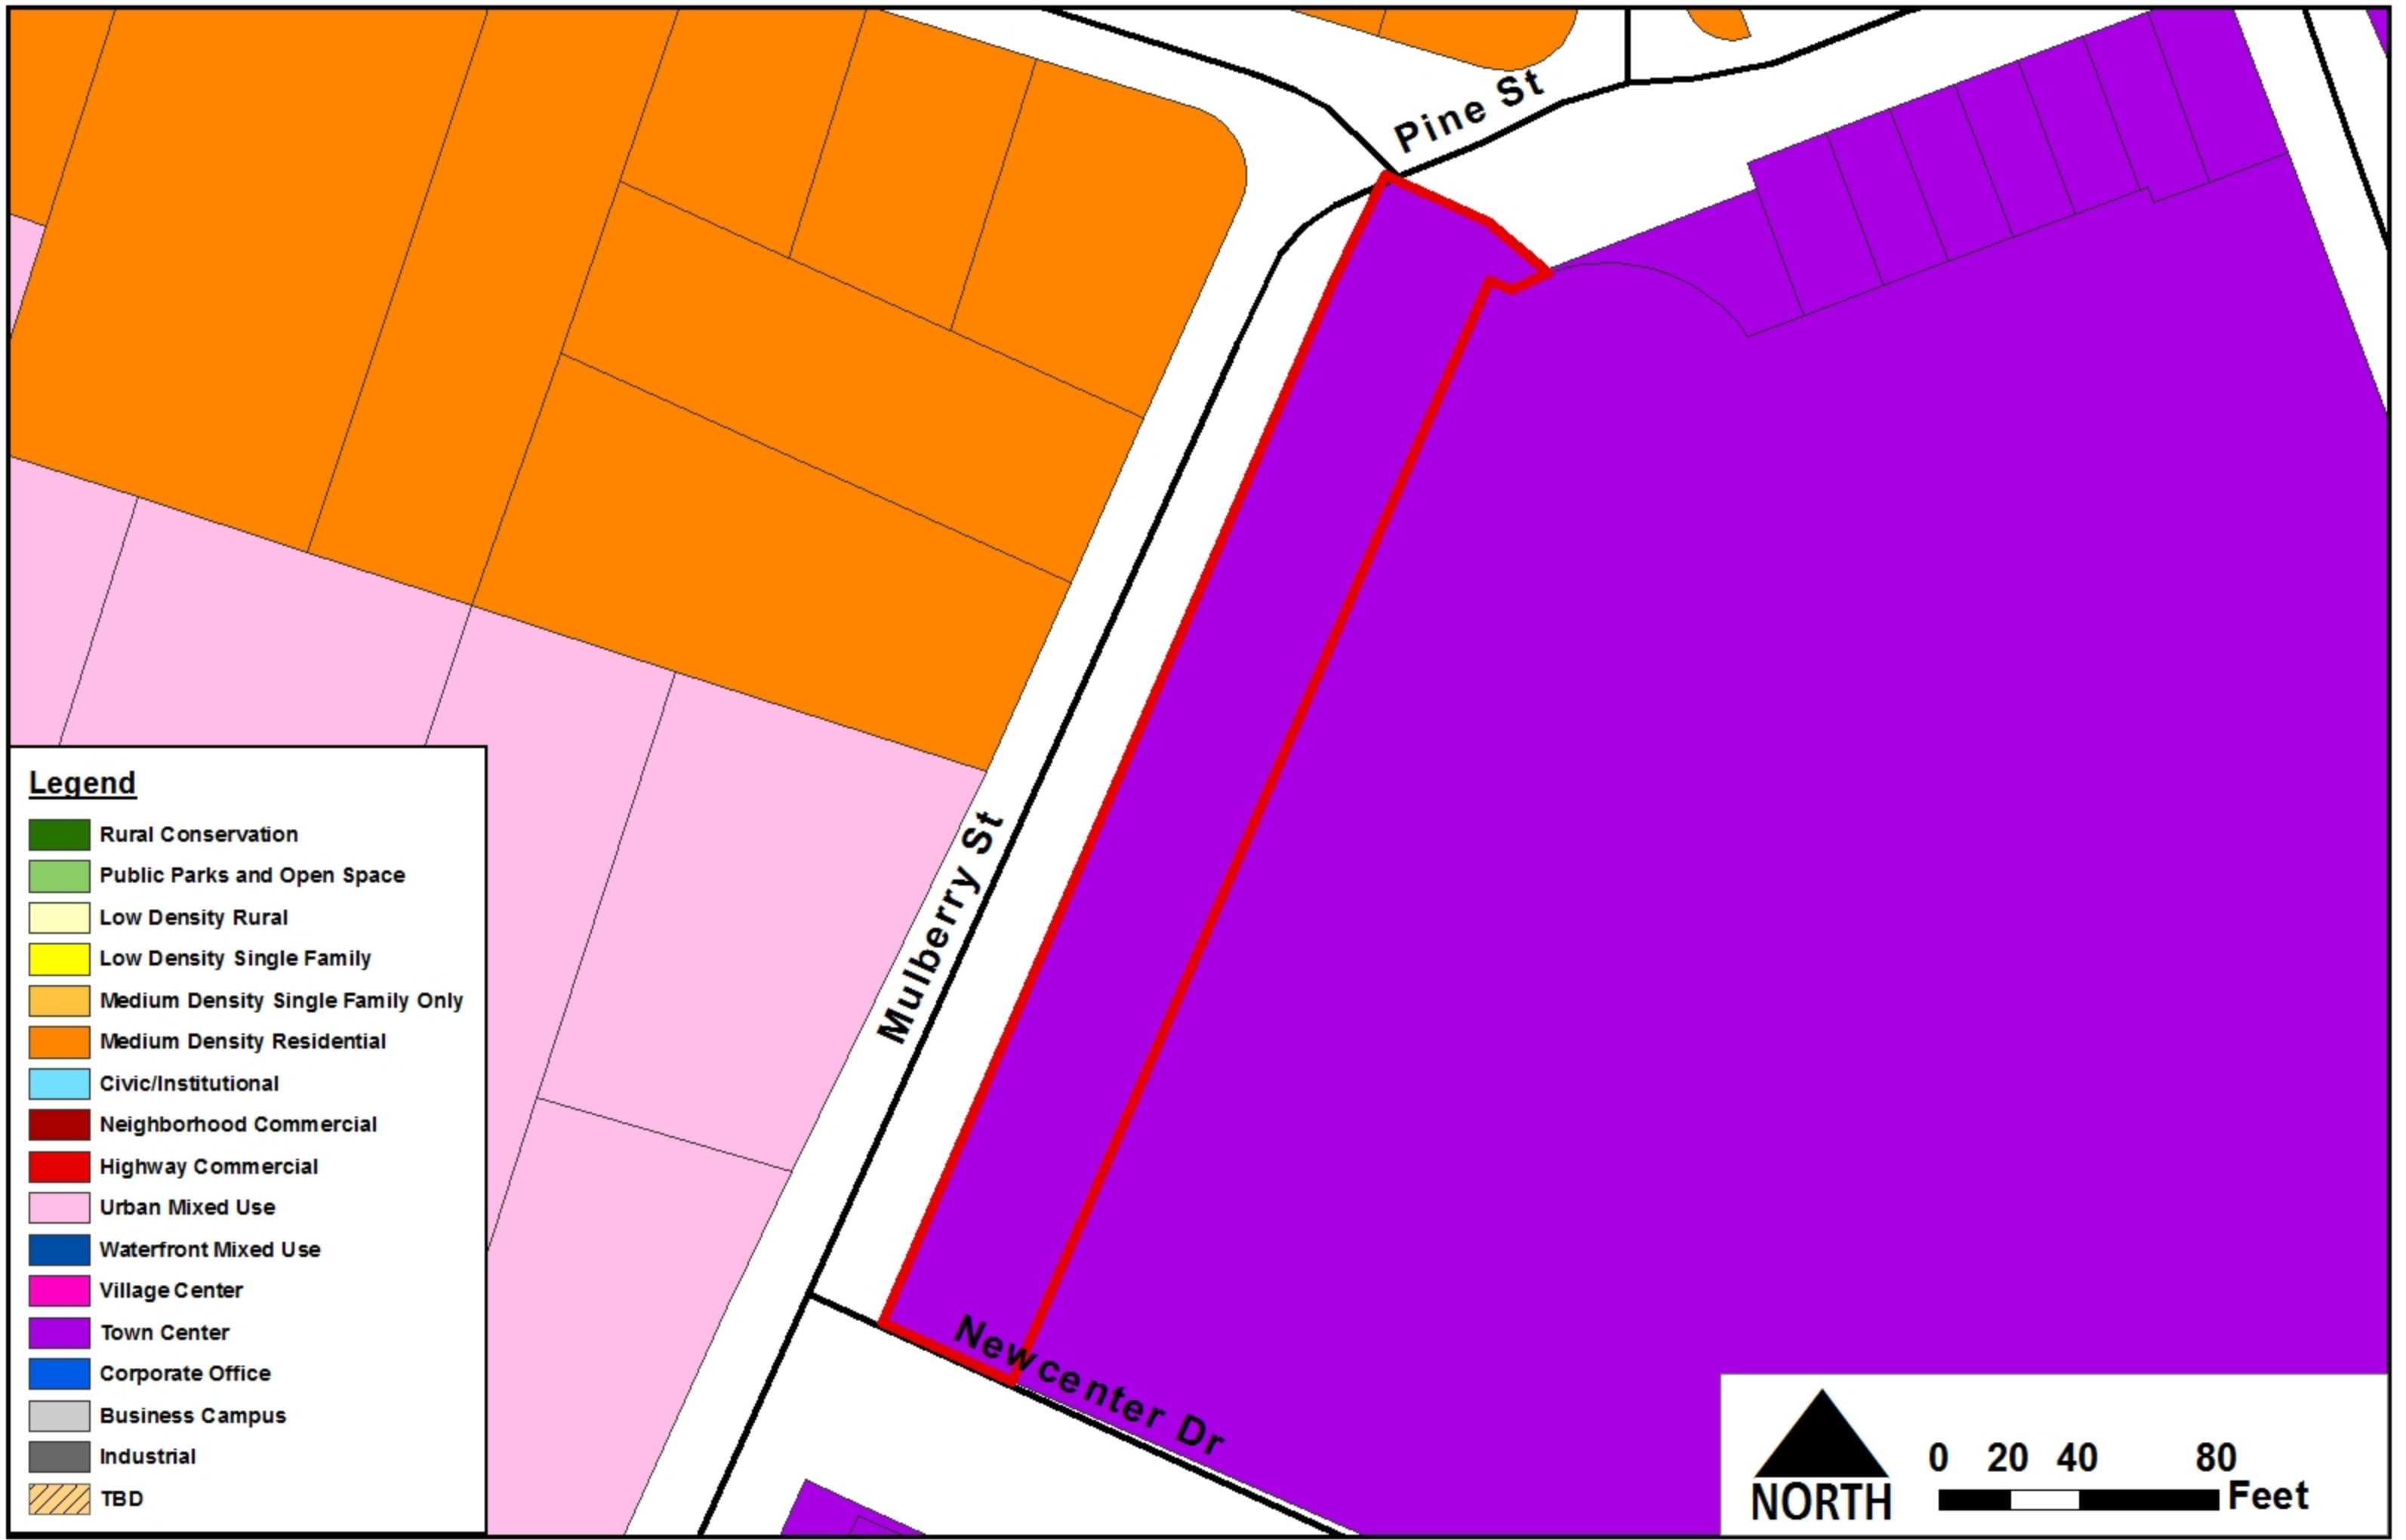 Pine St
Mulberry St
Newcenter Dr
Legend
Rural Conservation
Public Parks and Open Space
Low Density Rural
Low Density Single Family
Medium Density Single Family Only
Medium Density Residential
Civic/Institutional
Neighborhood Commercial
Highway Commercial
Urban Mixed Use
Waterfront Mixed Use
Village Center
Town Center
Corporate Office
Business Campus
Industrial
TBD
NORTH
0 20 40 80
Feet